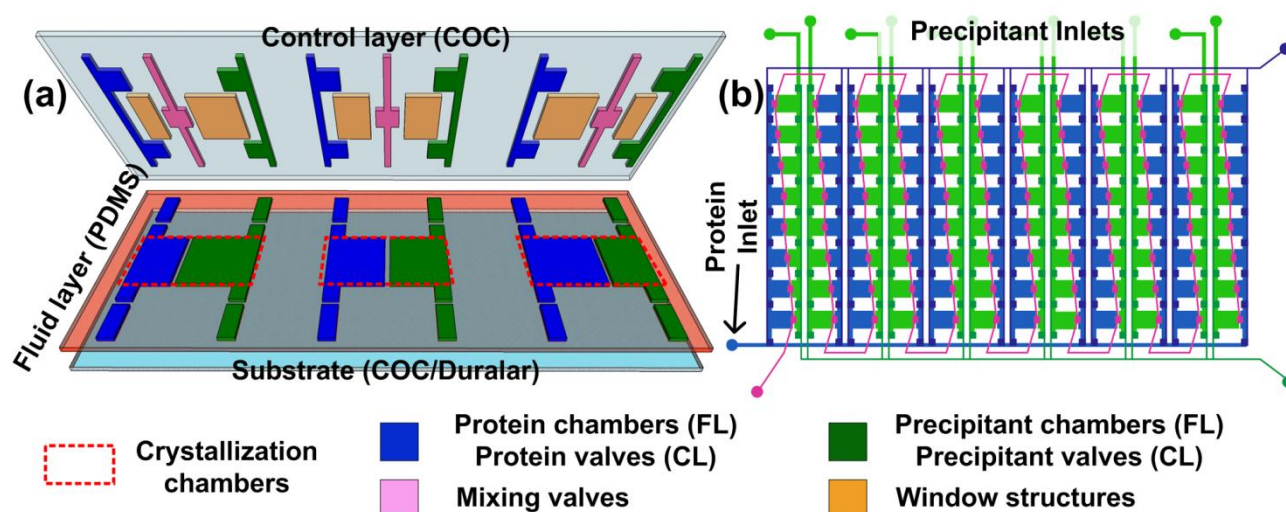 Control layer (COC)
(a)
Fluid layer (PDMS)
Substrate (COC/Duralar)
Precipitant Inlets
(b)
Protein
Inlet
Crystallization
chambers
Protein chambers (FL)
Protein valves (CL)
Mixing valves
Precipitant chambers (FL)
Precipitant valves (CL)
Window structures